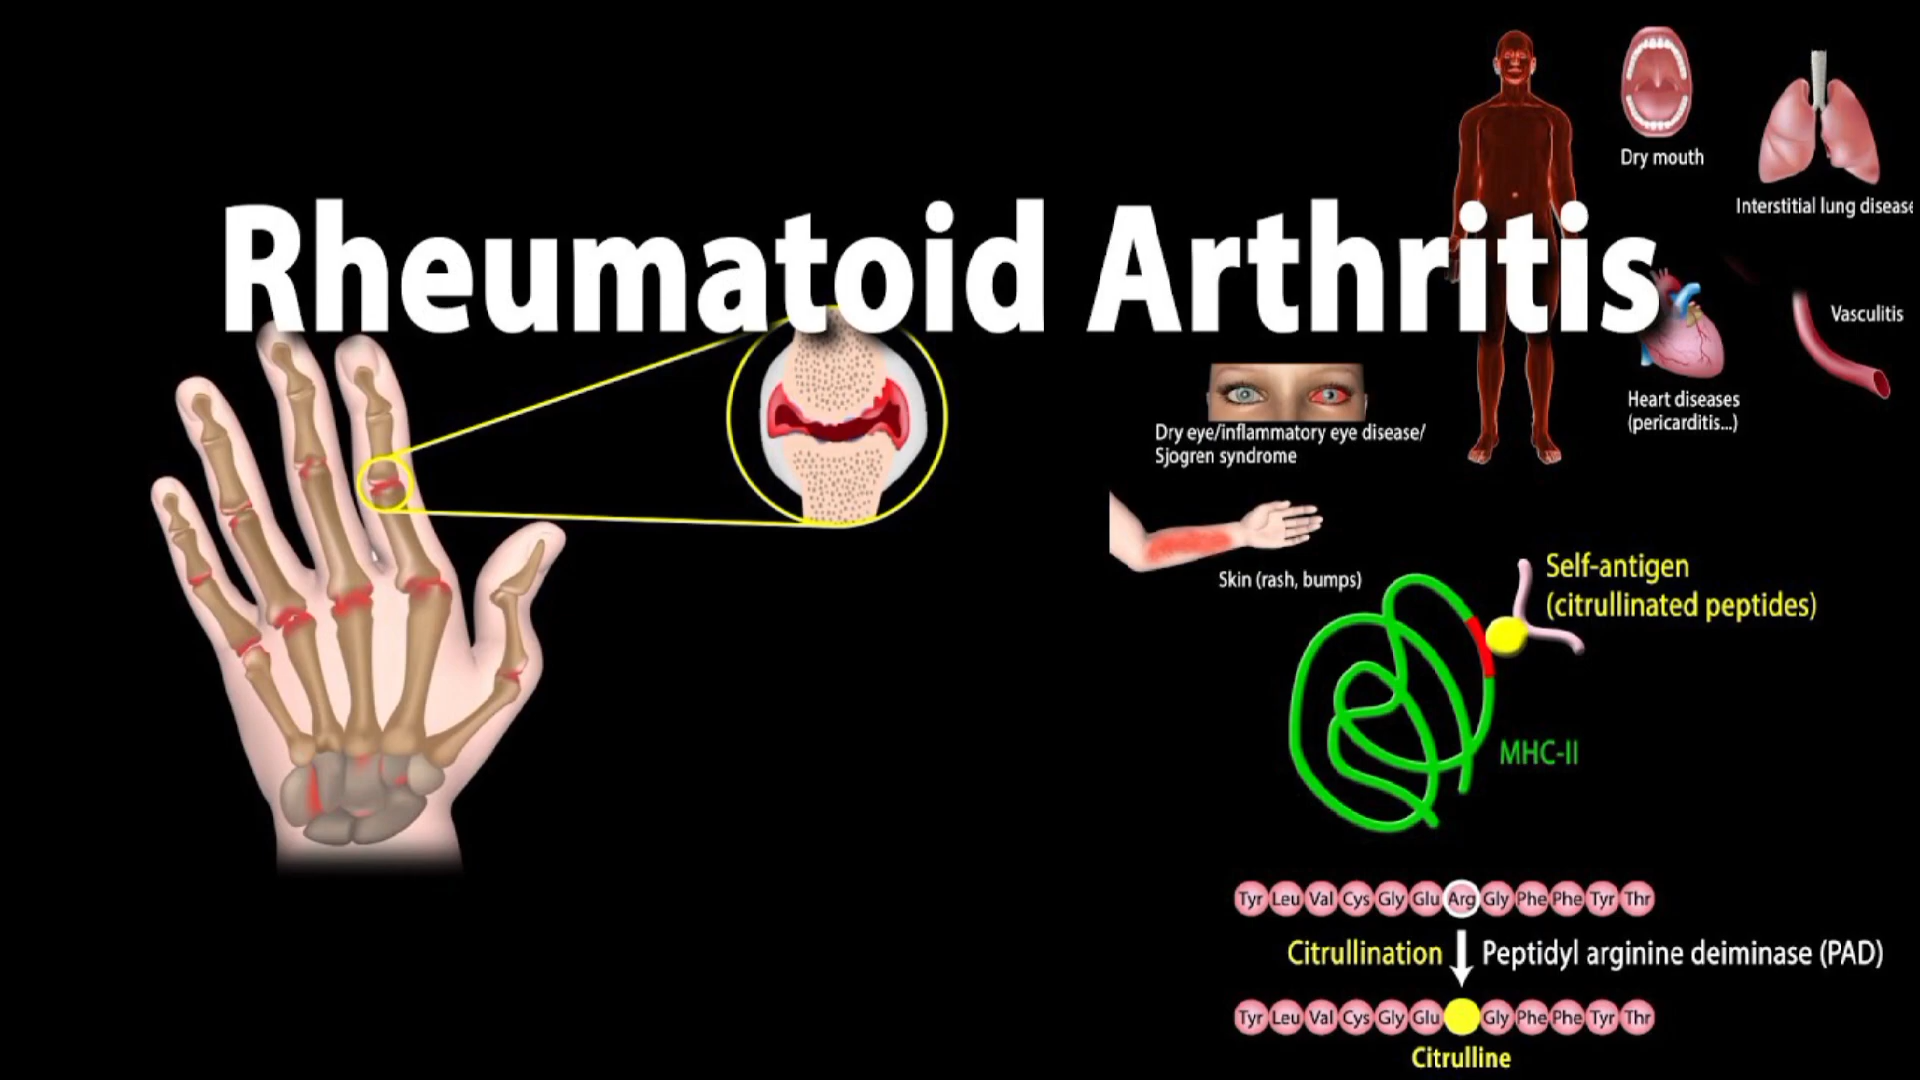 Rheumatoid Arthritis
Dry mouth
Interstitial lung disease
Vasculitis
Heart diseases
(pericarditis...)
Dry eye/inflammatory eye disease/
Sjogren syndrome
Skin (rash, bumps)
Self-antigen
(citrullinated peptides)
MHC-II
Tyr Leu Val Cys Gly Glu Arg Gly Phe Phe Tyr Thr
Citrullination Peptidyl arginine deiminase (PAD)
Tyr Leu Val Cys Gly Glu Gly Phe Phe Tyr Thr
Citrulline